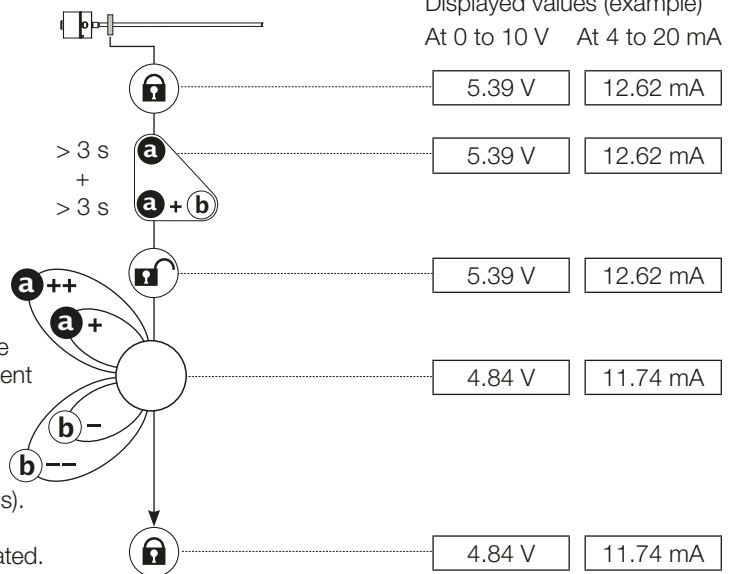 Displayed values (example)
At 0 to 10 V At 4 to 20 mA
5.39 V 12.62 mA
> 3 s a 5.39 V 12.62 mA
+
> 3 s a + b
5.39 V 12.62 mA
a ++
a +
4.84 V 11.74 mA
b -
b --
s).
4.84 V 11.74 mA